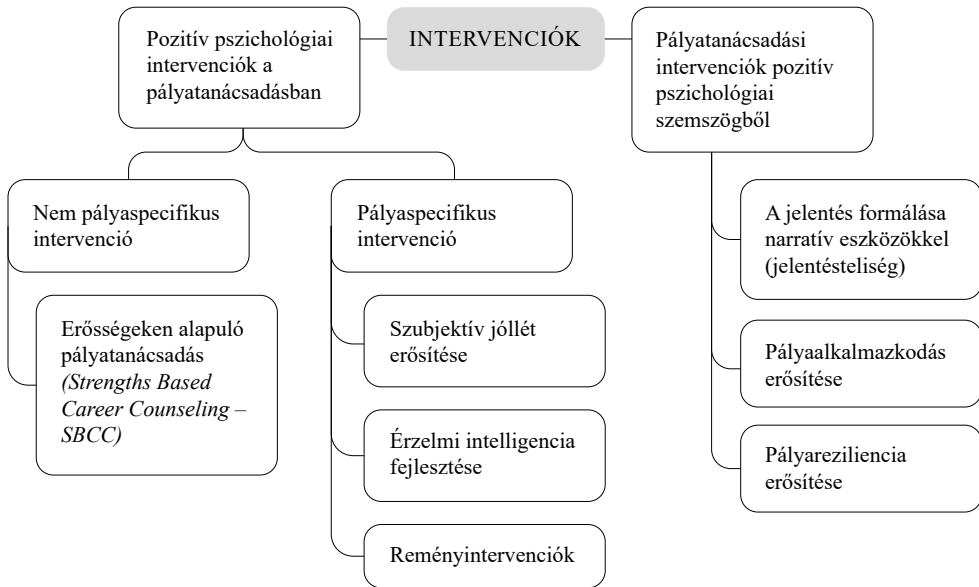 INTERVENCIÓK
Pozitív pszichológiai
intervenciók a
pályatanácsadásban
Nem pályaspecifikus
intervenció
Erősségeken alapuló
pályatanácsadás
(Strengths Based
Career Counseling –
SBCC)
Pályaspecifikus
intervenció
Szubjektív jóllét
erősítése
Érzelmi intelligencia
fejlesztése
Reményintervenciók
Pályatanácsadási
intervenciók pozitív
pszichológiai
szemszögből
A jelentés formálása
narratív eszközökkel
(jelentésteliség)
Pályaalkalmazkodás
erősítése
Pályareziliencia
erősítése